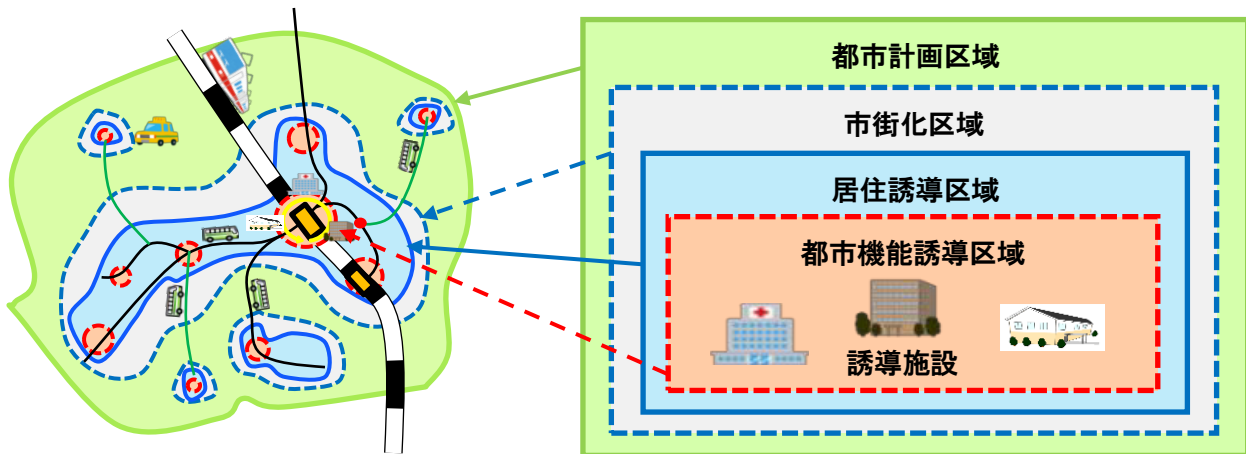 都市計画区域
市街化区域
居住誘導区域
都市機能誘導区域
誘導施設